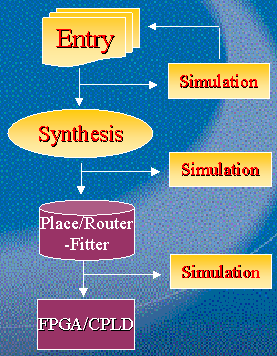 Entry
Simulation
Synthesis
Simulation
Place/Router
-Fitter
Simulation
FPGA/CPLD